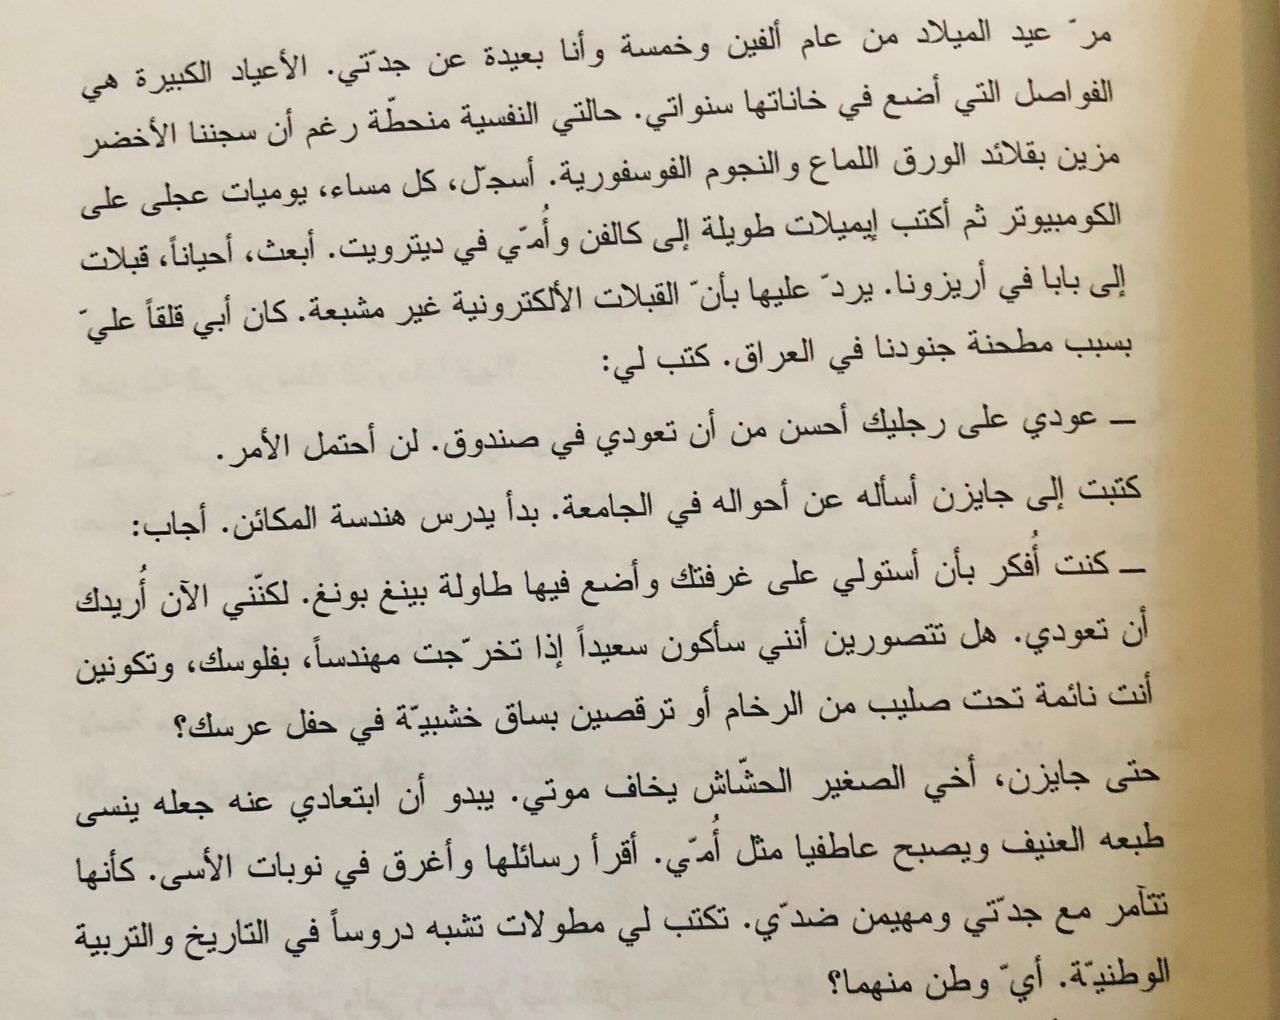 مرّ عيد الميلاد من عام ألفين وخمسة وأنا بعيدة عن جدّتي. الأعياد الكبيرة هي
الفواصل التي أضع في خاناتها سنواتي. حالتي النفسية منحطّة رغم أن سجننا الأخضر
مزين بقلائد الورق اللماع والنجوم الفوسفورية. أسجّل، كل مساء، يوميات عجلى على
الكومبيوتر ثم أكتب إيميلات طويلة إلى كالفن وأُمّي في ديترويت. أبعث، أحياناً، قبلات
إلى بابا في أريزونا. يردّ عليها بأنّ القبلات الألكترونية غير مشبعة. كان أبي قلقاً عليّ
بسبب مطحنة جنودنا في العراق. كتب لي:
ـ عودي على رجليك أحسن من أن تعودي في صندوق. لن أحتمل الأمر.
كتبت إلى جايزن أسأله عن أحواله في الجامعة. بدأ يدرس هندسة المكائن. أجاب:
ـ كنت أُفكر بأن أستولي على غرفتك وأضع فيها طاولة بينغ بونغ. لكنّني الآن أُريدك
أن تعودي. هل تتصورين أنني سأكون سعيداً إذا تخرّجت مهندساً، بفلوسك، وتكونين
أنت نائمة تحت صليب من الرخام أو ترقصين بساق خشبيّة في حفل عرسك؟
حتى جايزن، أخي الصغير الحشّاش يخاف موتي. يبدو أن ابتعادي عنه جعله ينسى
طبعه العنيف ويصبح عاطفيا مثل أُمّي. أقرأ رسائلها وأغرق في نوبات الأسى. كأنها
تتآمر مع جدّتي ومهيمن ضدّي. تكتب لي مطولات تشبه دروساً في التاريخ والتربية
الوطنيّة. أيّ وطن منهما؟